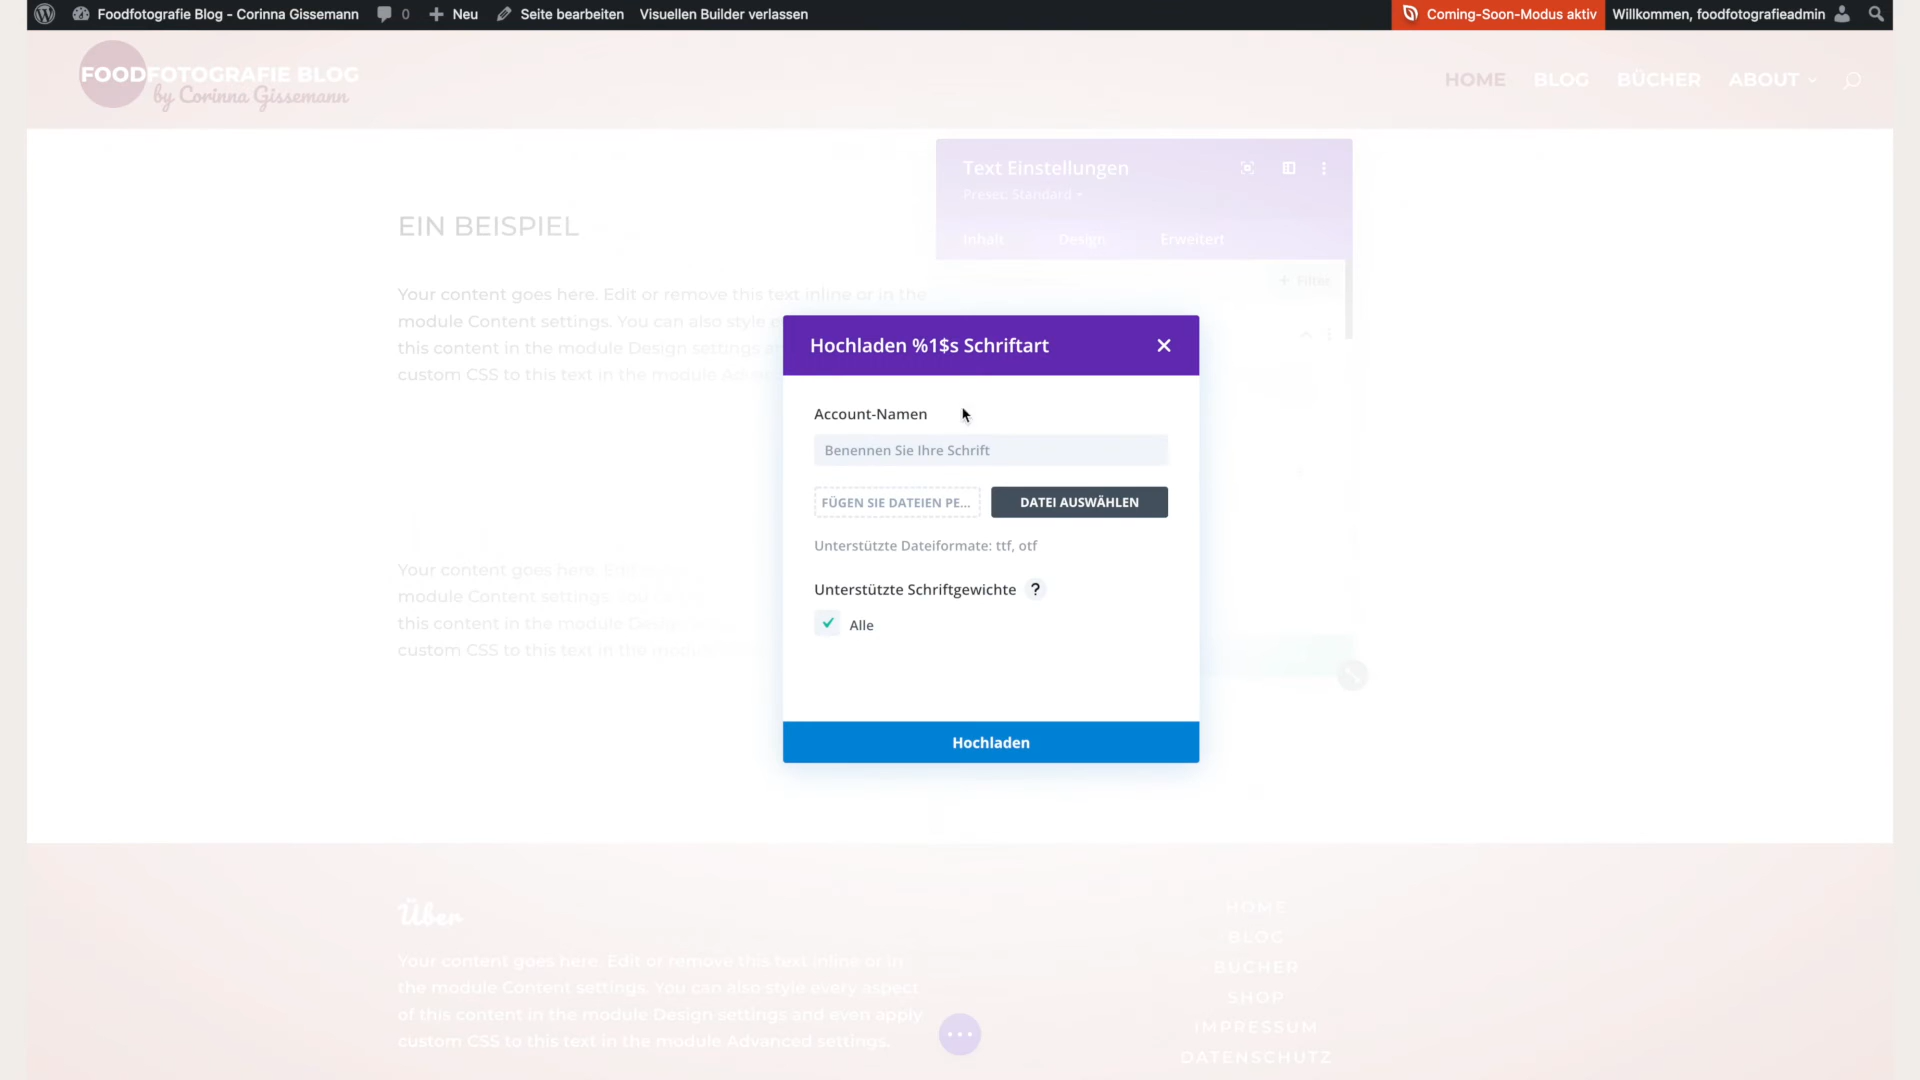 Foodfotografie Blog - Corinna Gissemann
0
Neu
Seite bearbeiten
Visuellen Builder verlassen
Coming-Soon-Modus aktiv
Willkommen, foodfotografieadmin
FOODFOTOGRAFIE BLOG
by Corinna Gissemann
HOME
BLOG
BÜCHER
ABOUT
Text Einstellungen
Preset: Standard
Inhalt
Design
Erweitert
+ Filter
EIN BEISPIEL
Your content goes here. Edit or remove this text inline or in the
module Content settings. You can also style
this content in the module Design settings
custom CSS to this text in the module
Hochladen %1$s Schriftart
Account-Namen
Benennen Sie Ihre Schrift
FÜGEN SIE DATEIEN PE...
DATEI AUSWÄHLEN
Unterstützte Dateiformate: ttf, otf
Unterstützte Schriftgewichte ?
Alle
Hochladen
Your content goes here.
module Content settings.
this content in the module Design
custom CSS to this text in the
Über
Your content goes here. Edit or remove this text inline or in
the module Content settings. You can also style every aspect
of this content in the module Design settings and even apply
custom CSS to this text in the module Advanced settings.
HOME
BLOG
BÜCHER
SHOP
IMPRESSUM
DATENSCHUTZ